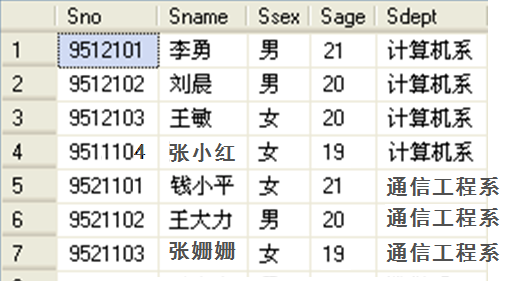 Sno Sname Ssex Sage Sdept
1 9512101 李勇 男 21 计算机系
2 9512102 刘晨 男 20 计算机系
3 9512103 王敏 女 20 计算机系
4 9511104 张小红 女 19 计算机系
5 9521101 钱小平 女 21 通信工程系
6 9521102 王大力 男 20 通信工程系
7 9521103 张姗姗 女 19 通信工程系